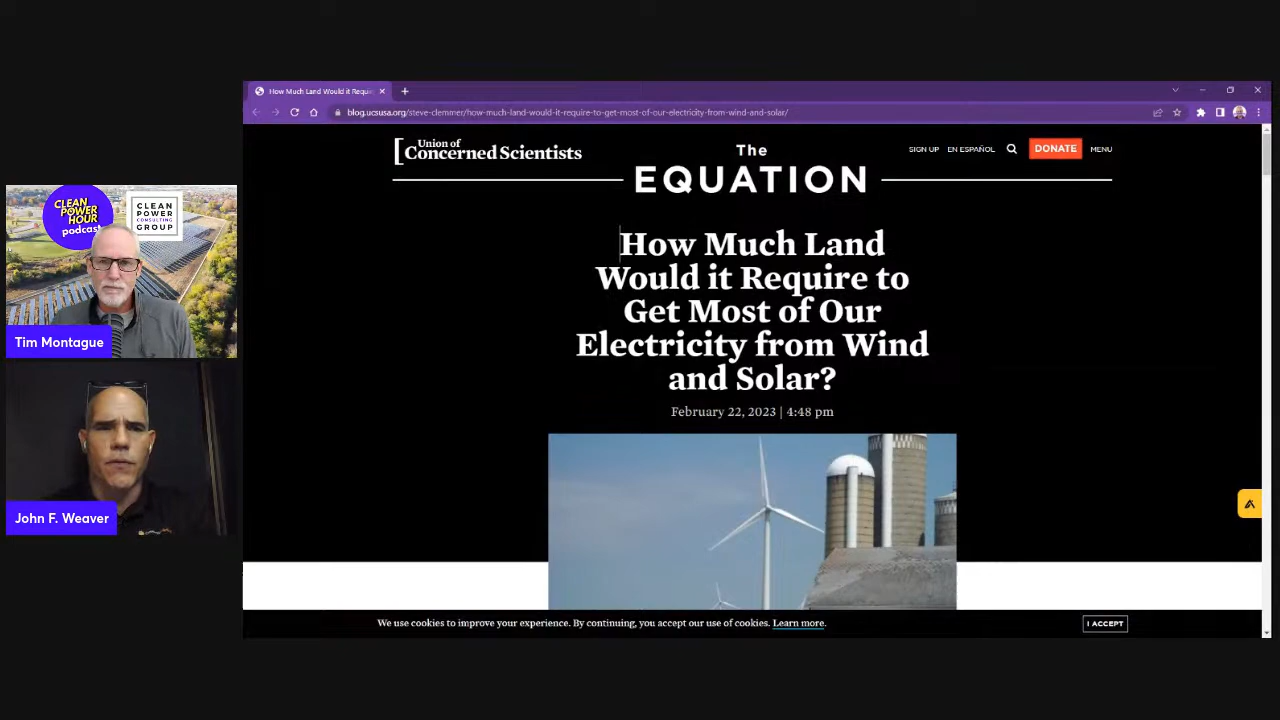 How Much Land Would it Requi
blog.ucsusa.org/steve-clemmer/how-much-land-would-it-require-to-get-most-of-our-electricity-from-wind-and-solar/
Union of
Concerned Scientists
The
EQUATION
SIGN UP
EN ESPAÑOL
DONATE
MENU
How Much Land
Would it Require to
Get Most of Our
Electricity from Wind
and Solar?
February 22, 2023 | 4:48 pm
CLEAN
POWER
HOUR
podcast
CLEAN
POWER
CONSULTING
GROUP
Tim Montague
John F. Weaver
We use cookies to improve your experience. By continuing, you accept our use of cookies. Learn more.
I ACCEPT